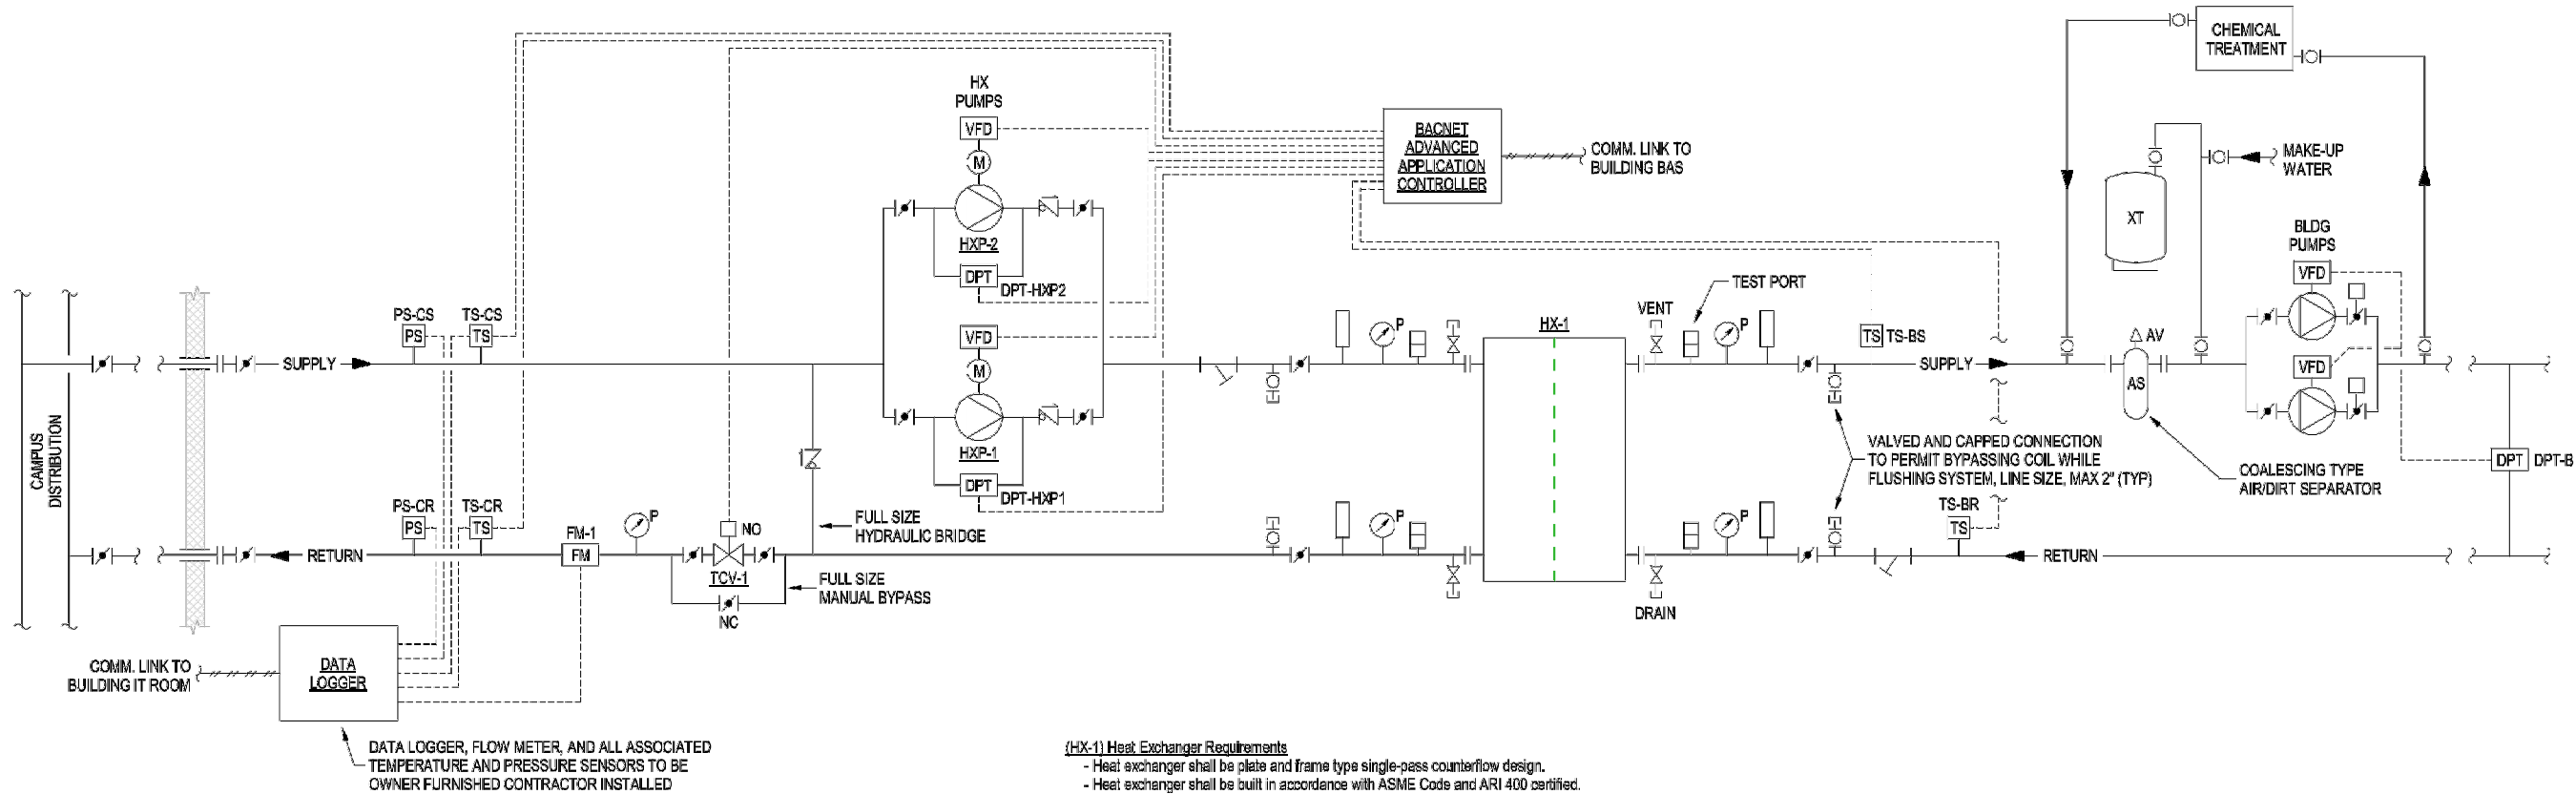 CHEMICAL
TREATMENT
HX
PUMPS
VFD
M
HXP-2
DPT
DPT-HXP2
VFD
M
HXP-1
DPT
DPT-HXP1
BACNET
ADVANCED
APPLICATION
CONTROLLER
COMM. LINK TO
BUILDING BAS
MAKE-UP
WATER
XT
BLDG
PUMPS
VFD
VFD
TEST PORT
VENT
HX-1
P
P
TS
TS-BS
SUPPLY
AV
AS
PS-CS
PS
TS-CS
TS
SUPPLY
CAMPUS
DISTRIBUTION
VALVED AND CAPPED CONNECTION
TO PERMIT BYPASSING COIL WHILE
FLUSHING SYSTEM, LINE SIZE, MAX 2" (TYP)
COALESCING TYPE
AIR/DIRT SEPARATOR
DPT
DPT-B
PS-CR
PS
TS-CR
TS
FM-1
FM
P
NO
TCV-1
NC
FULL SIZE
HYDRAULIC BRIDGE
FULL SIZE
MANUAL BYPASS
RETURN
P
P
TS-BR
TS
RETURN
DRAIN
COMM. LINK TO
BUILDING IT ROOM
DATA
LOGGER
DATA LOGGER, FLOW METER, AND ALL ASSOCIATED
TEMPERATURE AND PRESSURE SENSORS TO BE
OWNER FURNISHED CONTRACTOR INSTALLED
(HX-1) Heat Exchanger Requirements
- Heat exchanger shall be plate and frame type single-pass counterflow design.
- Heat exchanger shall be built in accordance with ASME Code and ARI 400 certified.